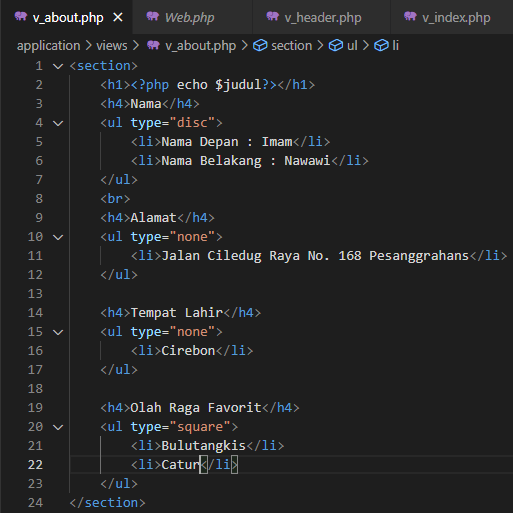 v_about.php Web.php v_header.php v_index.php
application > views > v_about.php > section > ul > li
1 <section>
2 <h1><?php echo $judul?></h1>
3 <h4>Nama</h4>
4 <ul type="disc">
5 <li>Nama Depan : Imam</li>
6 <li>Nama Belakang : Nawawi</li>
7 </ul>
8 <br>
9 <h4>Alamat</h4>
10 <ul type="none">
11 <li>Jalan Ciledug Raya No. 168 Pesanggrahans</li>
12 </ul>
13
14 <h4>Tempat Lahir</h4>
15 <ul type="none">
16 <li>Cirebon</li>
17 </ul>
18
19 <h4>Olah Raga Favorit</h4>
20 <ul type="square">
21 <li>Bulutangkis</li>
22 <li>Catur</li>
23 </ul>
24 </section>